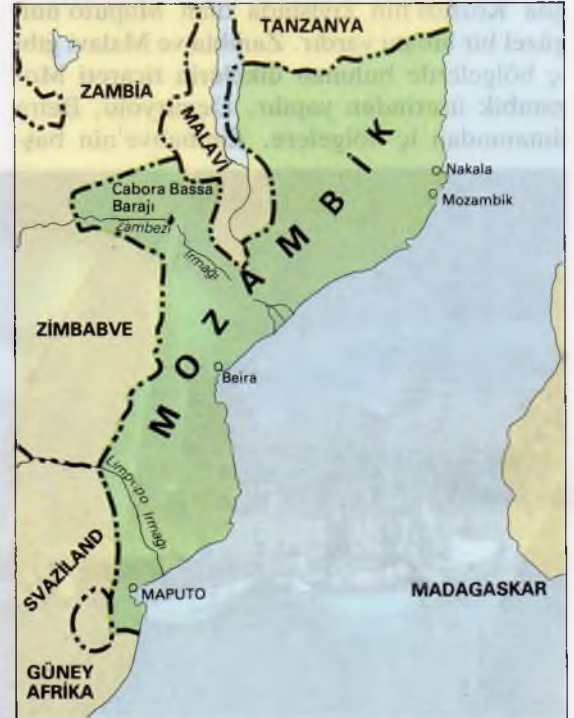 TANZANYA
ZAMBİA
MALAVİ
Nakala
Mozambik
Cabora Bassa
Barajı
Zambezi
Irmağı
MOZAMBİK
ZİMBABVE
Beira
Limpopo
Irmağı
SVAZİLAND
MAPUTO
MADAGASKAR
GÜNEY
AFRİKA